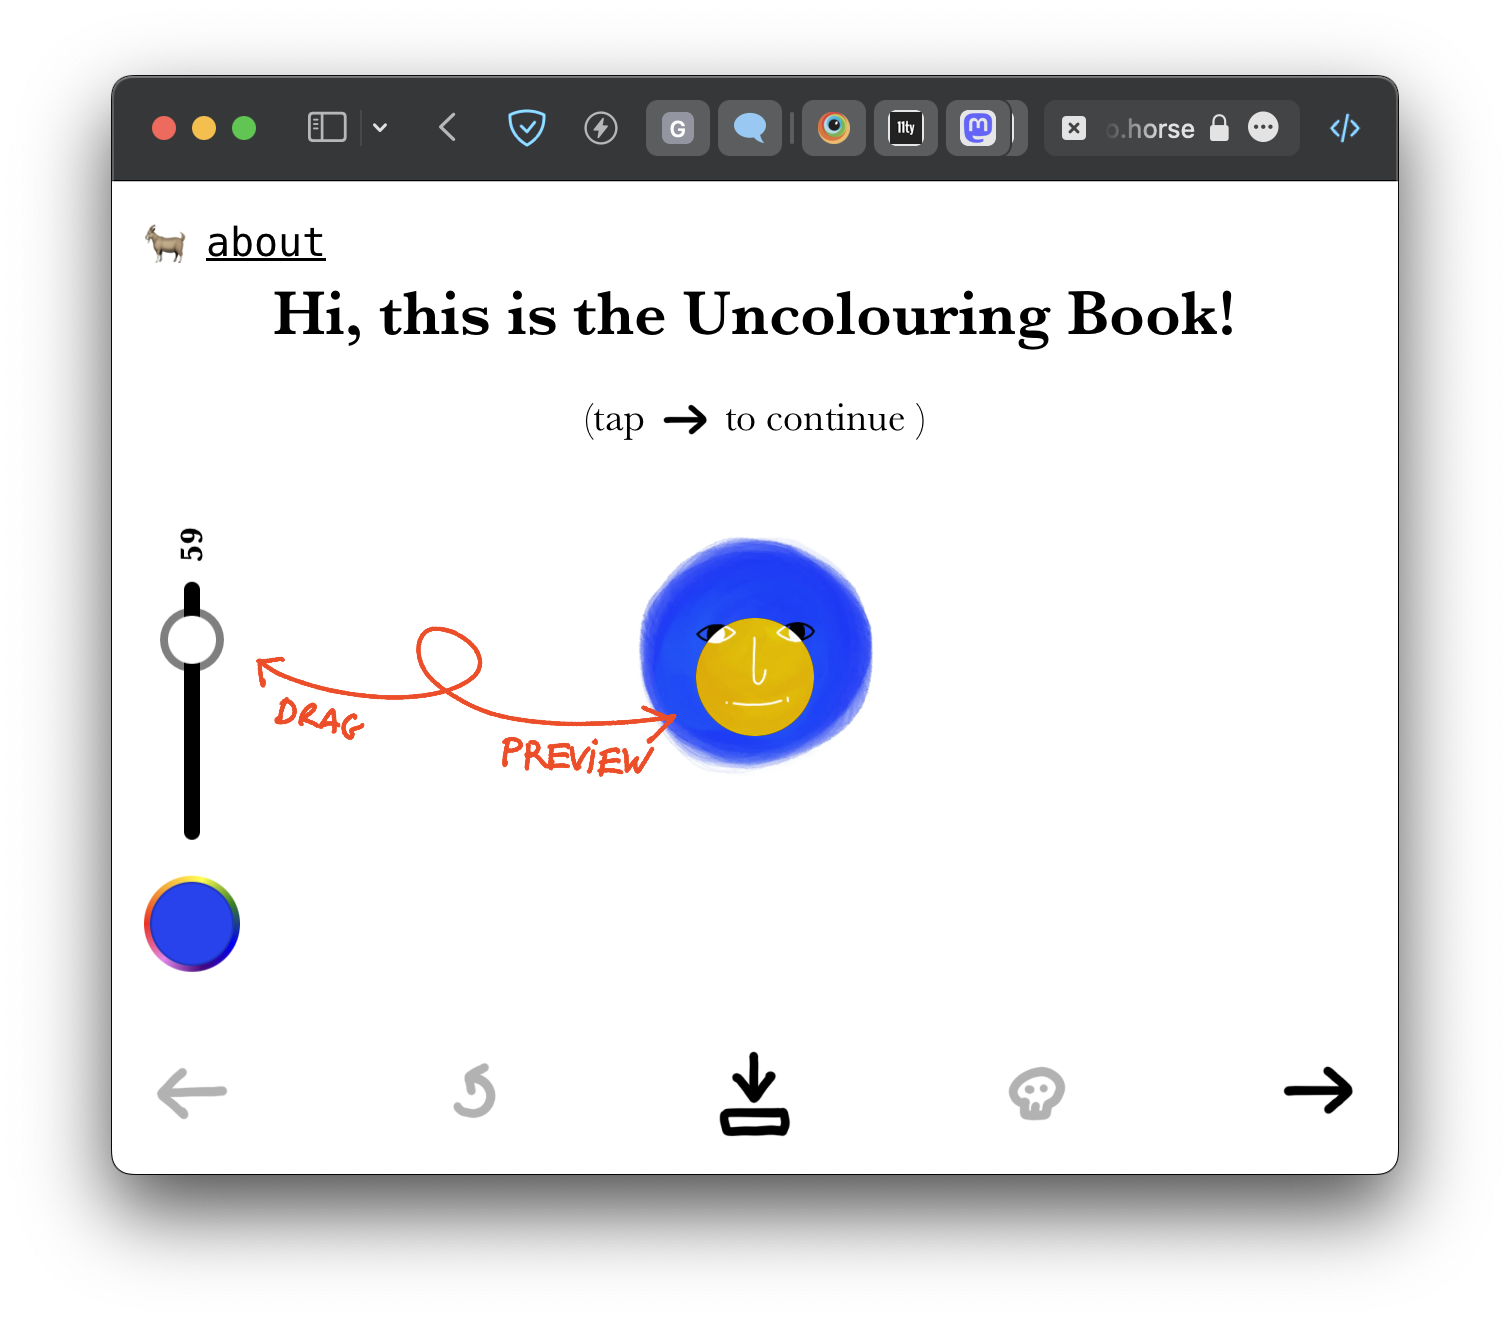 G
11ty
m
o.horse
</>
about
Hi, this is the Uncolouring Book!
(tap → to continue )
59
DRAG
PREViEW